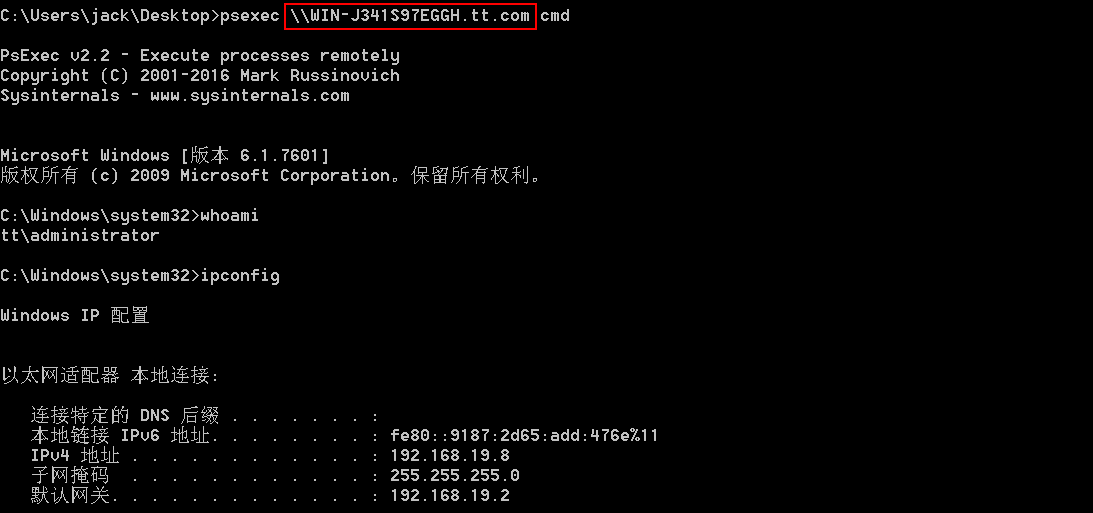 C:\Users\jack\Desktop>psexec \\WIN-J341S97EGGH.tt.com cmd
PsExec v2.2 - Execute processes remotely
Copyright (C) 2001-2016 Mark Russinovich
Sysinternals - www.sysinternals.com
Microsoft Windows [版本 6.1.7601]
版权所有 (c) 2009 Microsoft Corporation。保留所有权利。
C:\Windows\system32>whoami
tt\administrator
C:\Windows\system32>ipconfig
Windows IP 配置
以太网适配器 本地连接:
连接特定的 DNS 后缀 . . . . . . . :
本地链接 IPv6 地址. . . . . . . . : fe80::9187:2d65:add:476e%11
IPv4 地址 . . . . . . . . . . . . : 192.168.19.8
子网掩码 . . . . . . . . . . . . : 255.255.255.0
默认网关. . . . . . . . . . . . . : 192.168.19.2